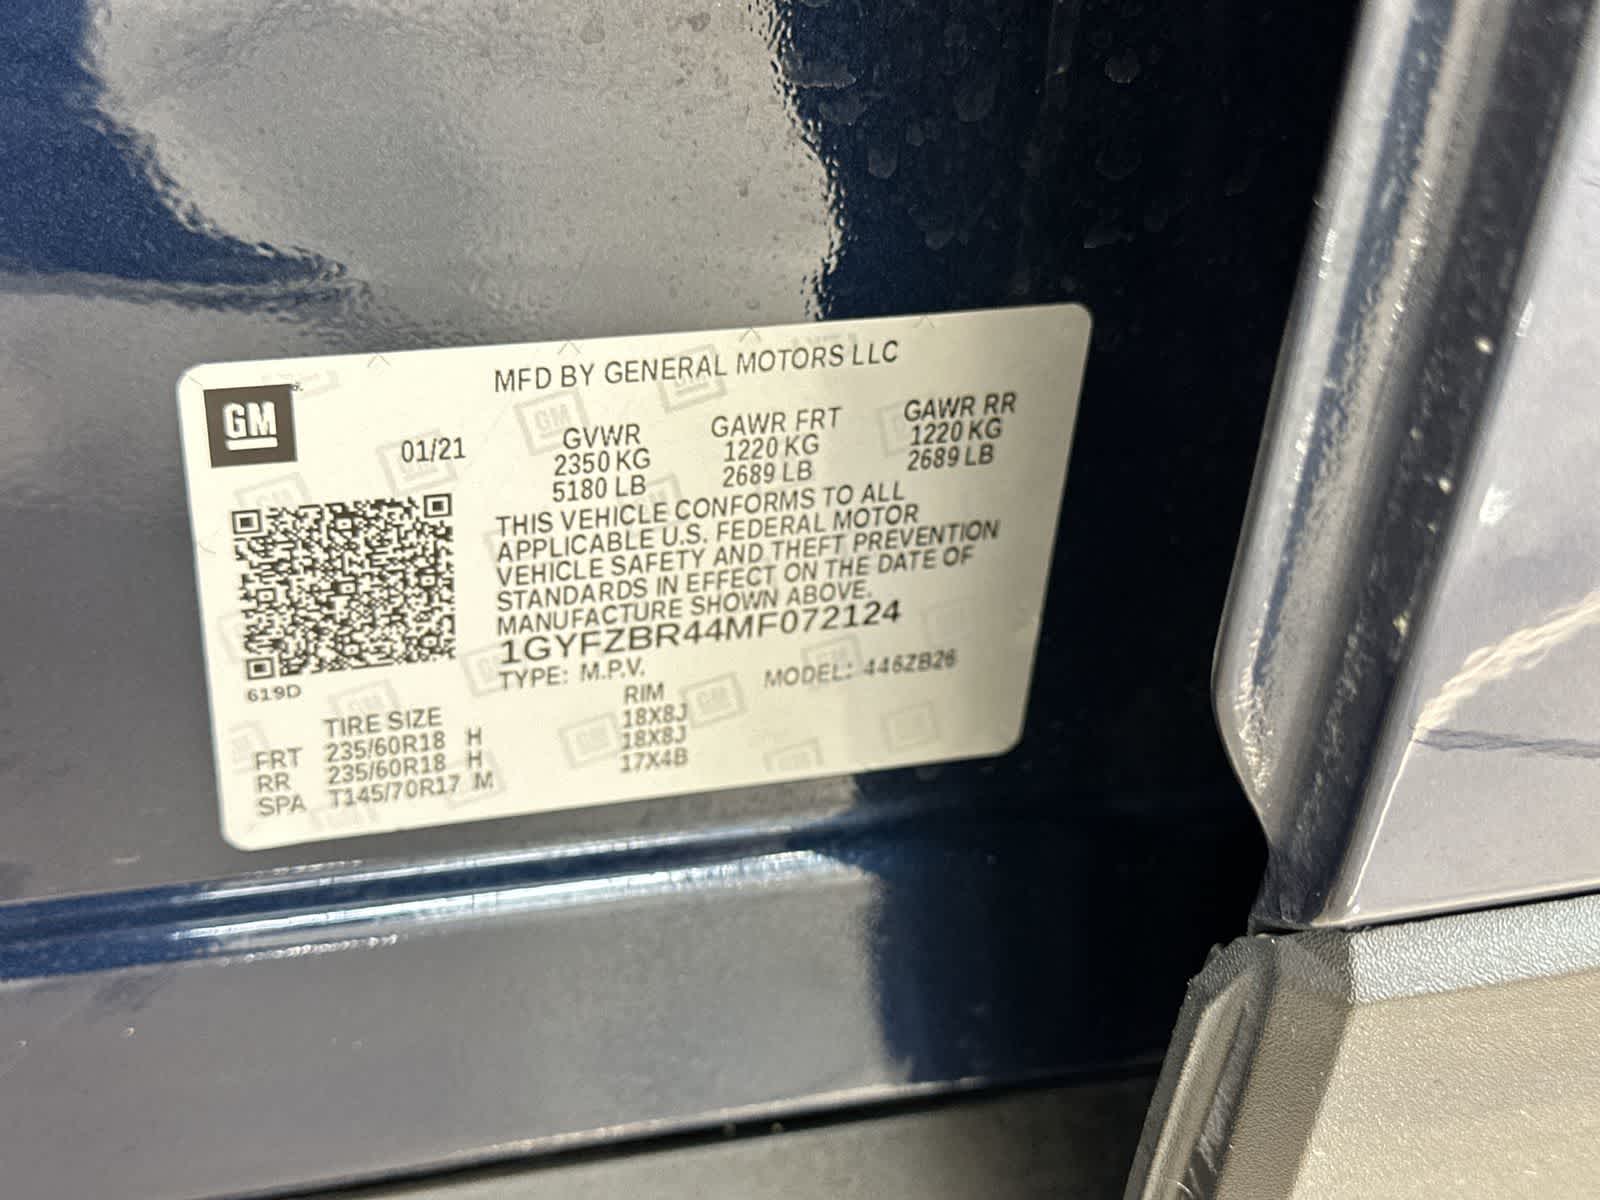 MFD BY GENERAL MOTORS LLC
GM
01/21
GVWR GAWR FRT GAWR RR
2350 KG 1220 KG 1220 KG
5180 LB 2689 LB 2689 LB
THIS VEHICLE CONFORMS TO ALL
APPLICABLE U.S. FEDERAL MOTOR
VEHICLE SAFETY AND THEFT PREVENTION
STANDARDS IN EFFECT ON THE DATE OF
MANUFACTURE SHOWN ABOVE.
1GYFZBR44MF072124
619D
TYPE: M.P.V. MODEL: 446ZB26
TIRE SIZE RIM
FRT 235/60R18 H 18X8J
RR 235/60R18 H 18X8J
SPA T145/70R17 M 17X4B